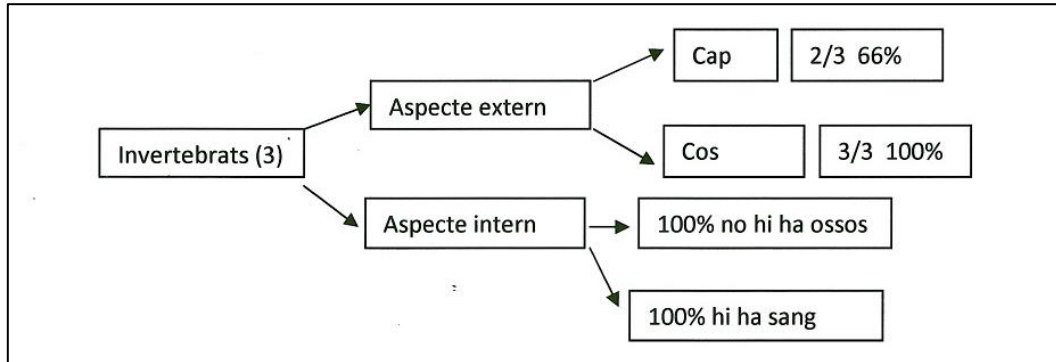 Cap
2/3 66%
Aspecte extern
Invertebrats (3)
Cos
3/3 100%
Aspecte intern
100% no hi ha ossos
100% hi ha sang